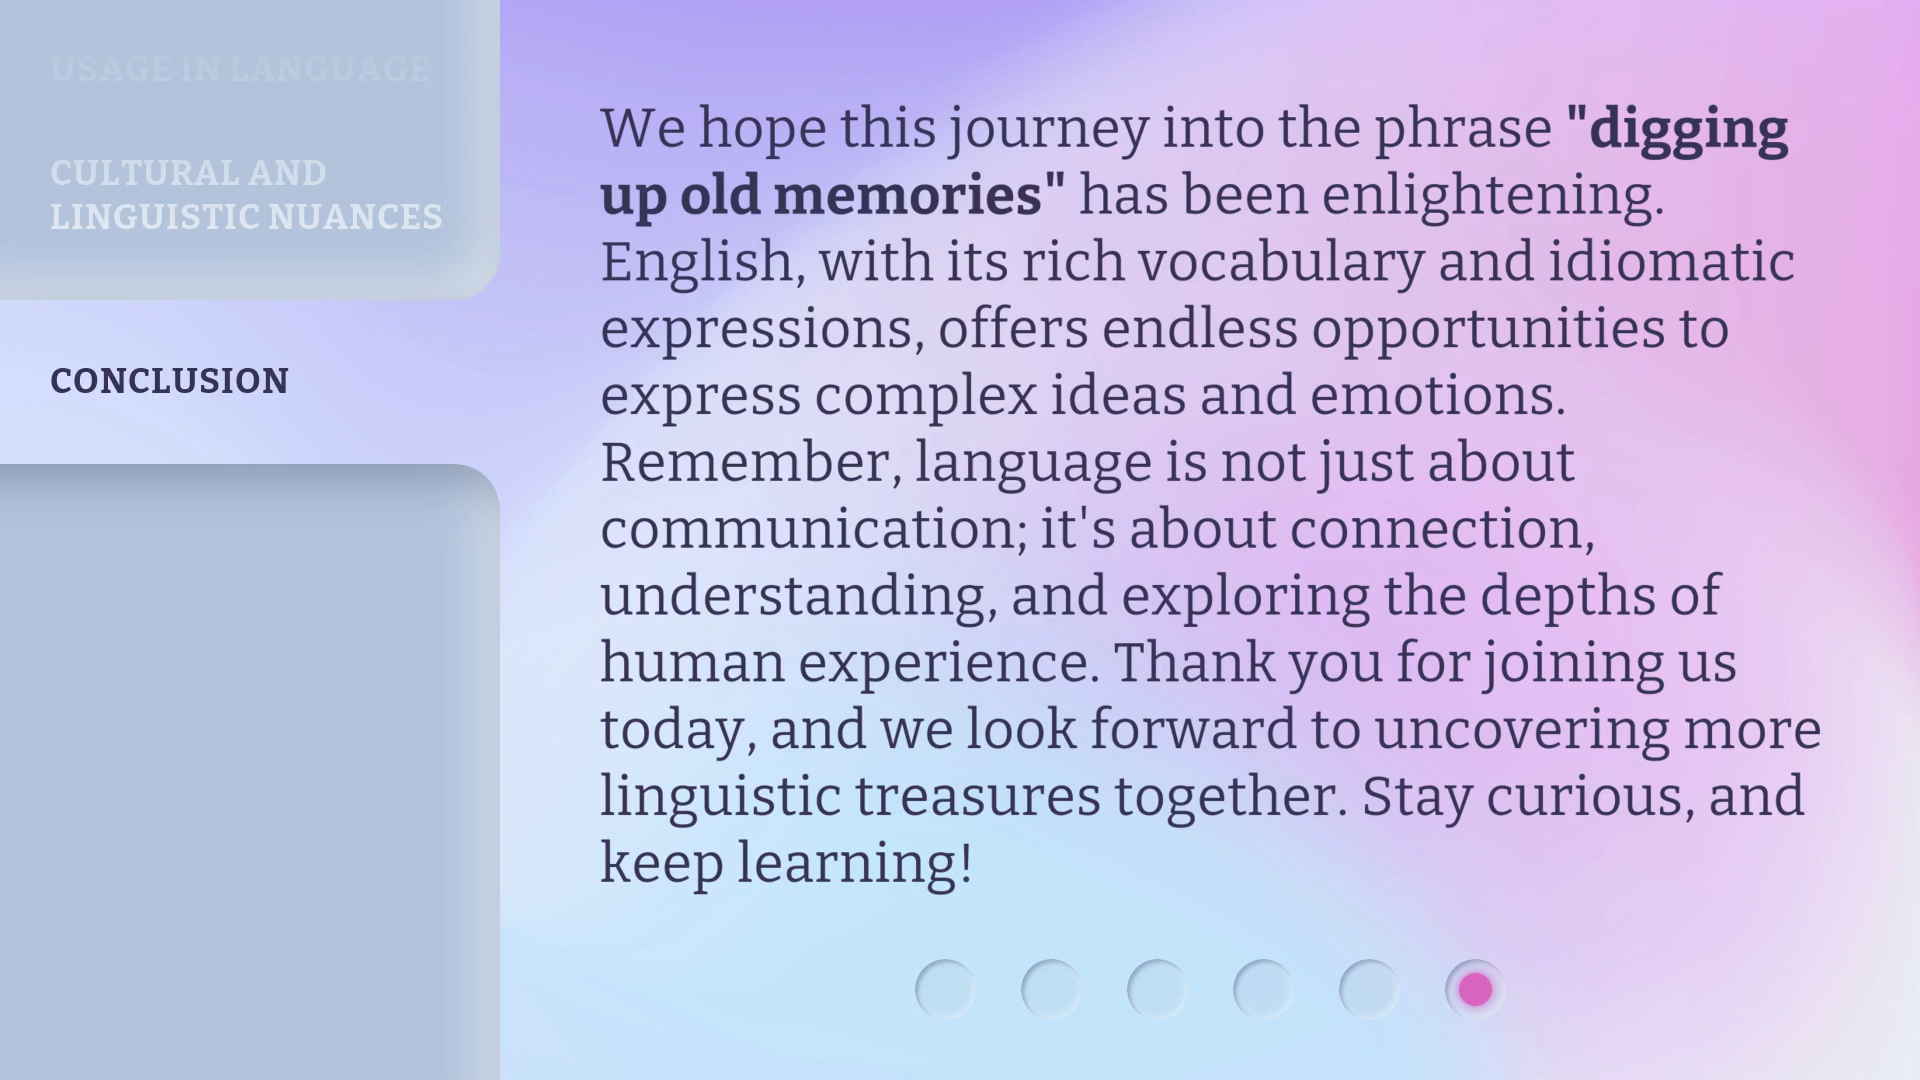 USAGE IN LANGUAGE
CULTURAL AND
LINGUISTIC NUANCES
CONCLUSION
We hope this journey into the phrase "digging
up old memories" has been enlightening.
English, with its rich vocabulary and idiomatic
expressions, offers endless opportunities to
express complex ideas and emotions.
Remember, language is not just about
communication; it's about connection,
understanding, and exploring the depths of
human experience. Thank you for joining us
today, and we look forward to uncovering more
linguistic treasures together. Stay curious, and
keep learning!